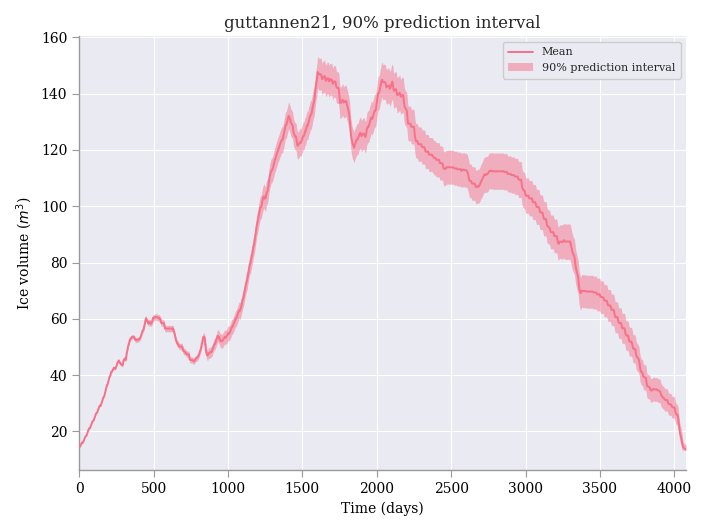 guttannen21, 90% prediction interval
Mean
90% prediction interval
Ice volume (m³)
160
140
120
100
80
60
40
20
0 500 1000 1500 2000 2500 3000 3500 4000
Time (days)